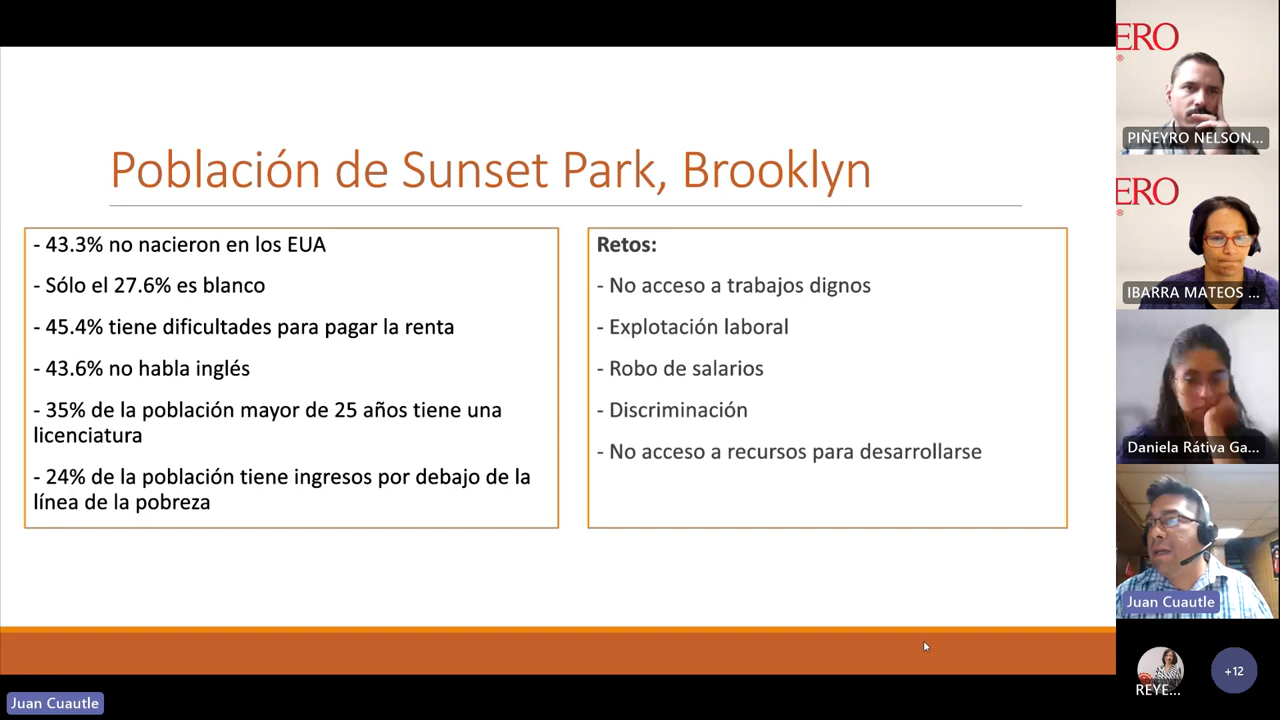 Población de Sunset Park, Brooklyn
- 43.3% no nacieron en los EUA
- Sólo el 27.6% es blanco
- 45.4% tiene dificultades para pagar la renta
- 43.6% no habla inglés
- 35% de la población mayor de 25 años tiene una
licenciatura
- 24% de la población tiene ingresos por debajo de la
línea de la pobreza
Retos:
- No acceso a trabajos dignos
- Explotación laboral
- Robo de salarios
- Discriminación
- No acceso a recursos para desarrollarse
ERO
®
PIÑEYRO NELSON...
ERO
®
IBARRA MATEOS ...
Daniela Rátiva Ga...
Juan Cuautle
REYE...
+12
Juan Cuautle